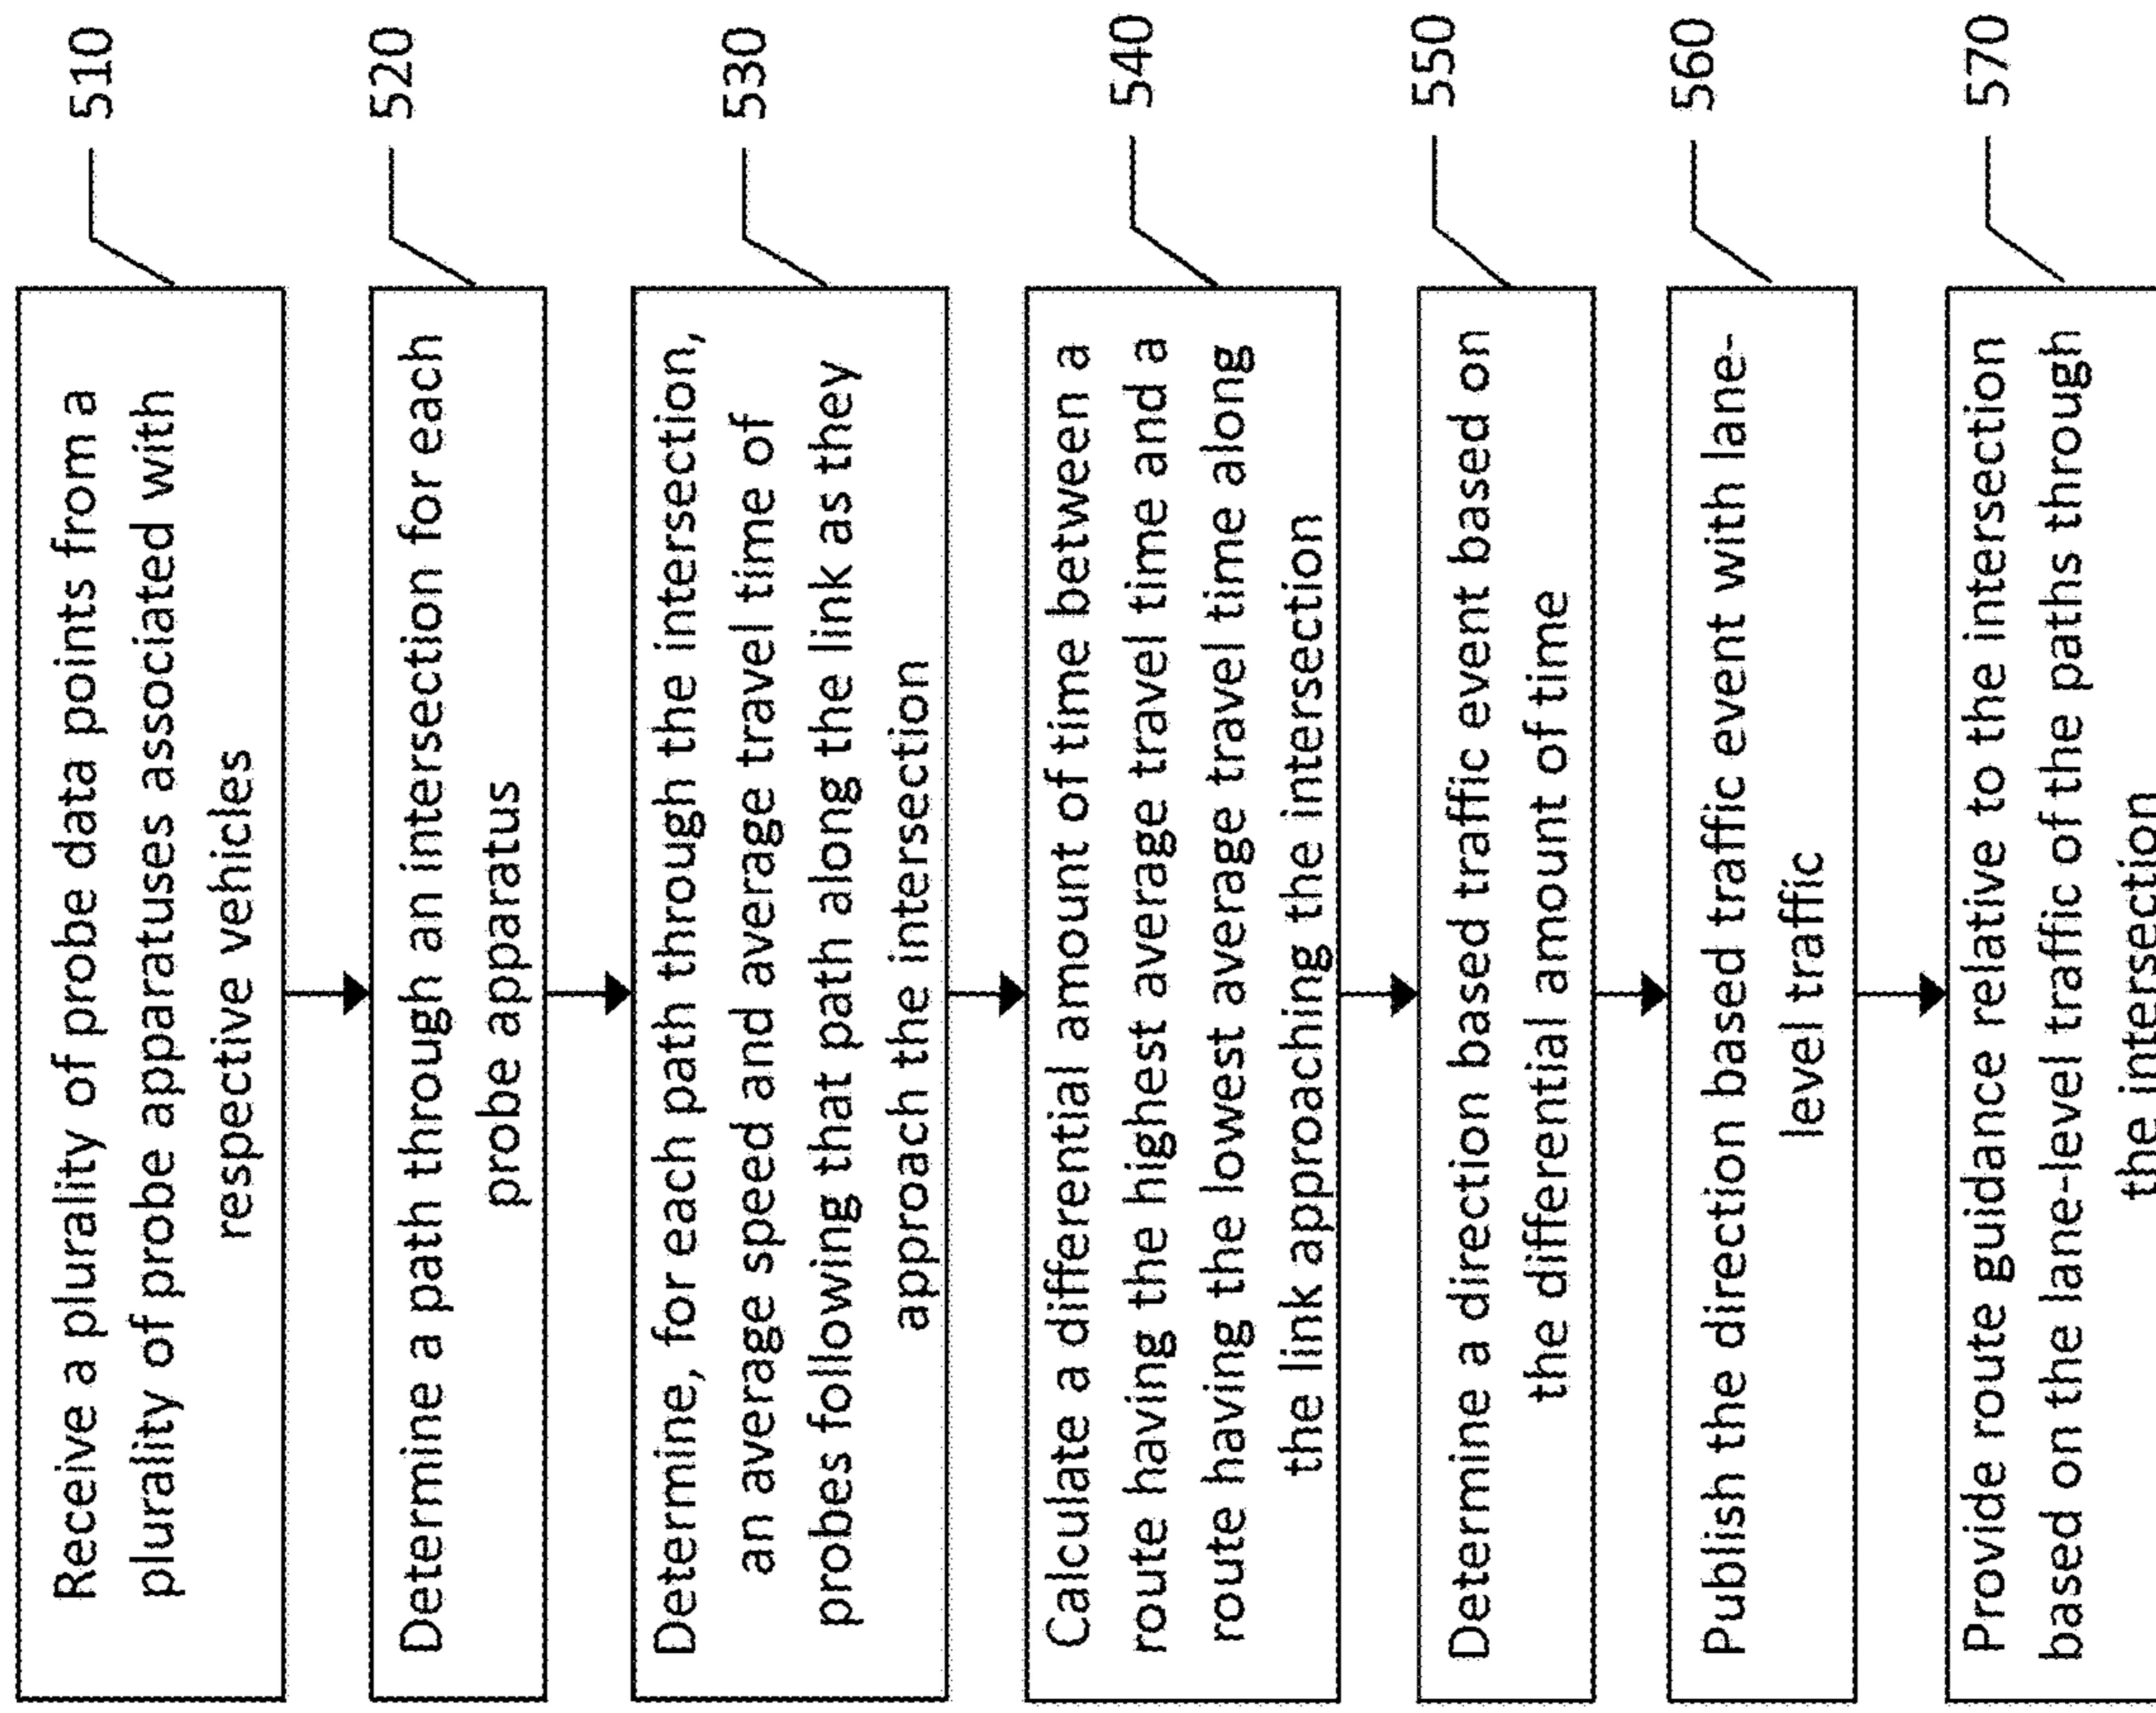 Receive a plurality of probe data points from a
plurality of probe apparatuses associated with
respective vehicles
510
Determine a path through an intersection for each
probe apparatus
520
Determine, for each path through the intersection,
an average speed and average travel time of
probes following that path along the link as they
approach the intersection
530
Calculate a differential amount of time between a
route having the highest average travel time and a
route having the lowest average travel time along
the link approaching the intersection
540
Determine a direction based traffic event based on
the differential amount of time
550
Publish the direction based traffic event with lane-
level traffic
560
Provide route guidance relative to the intersection
based on the lane-level traffic of the paths through
the intersection
570